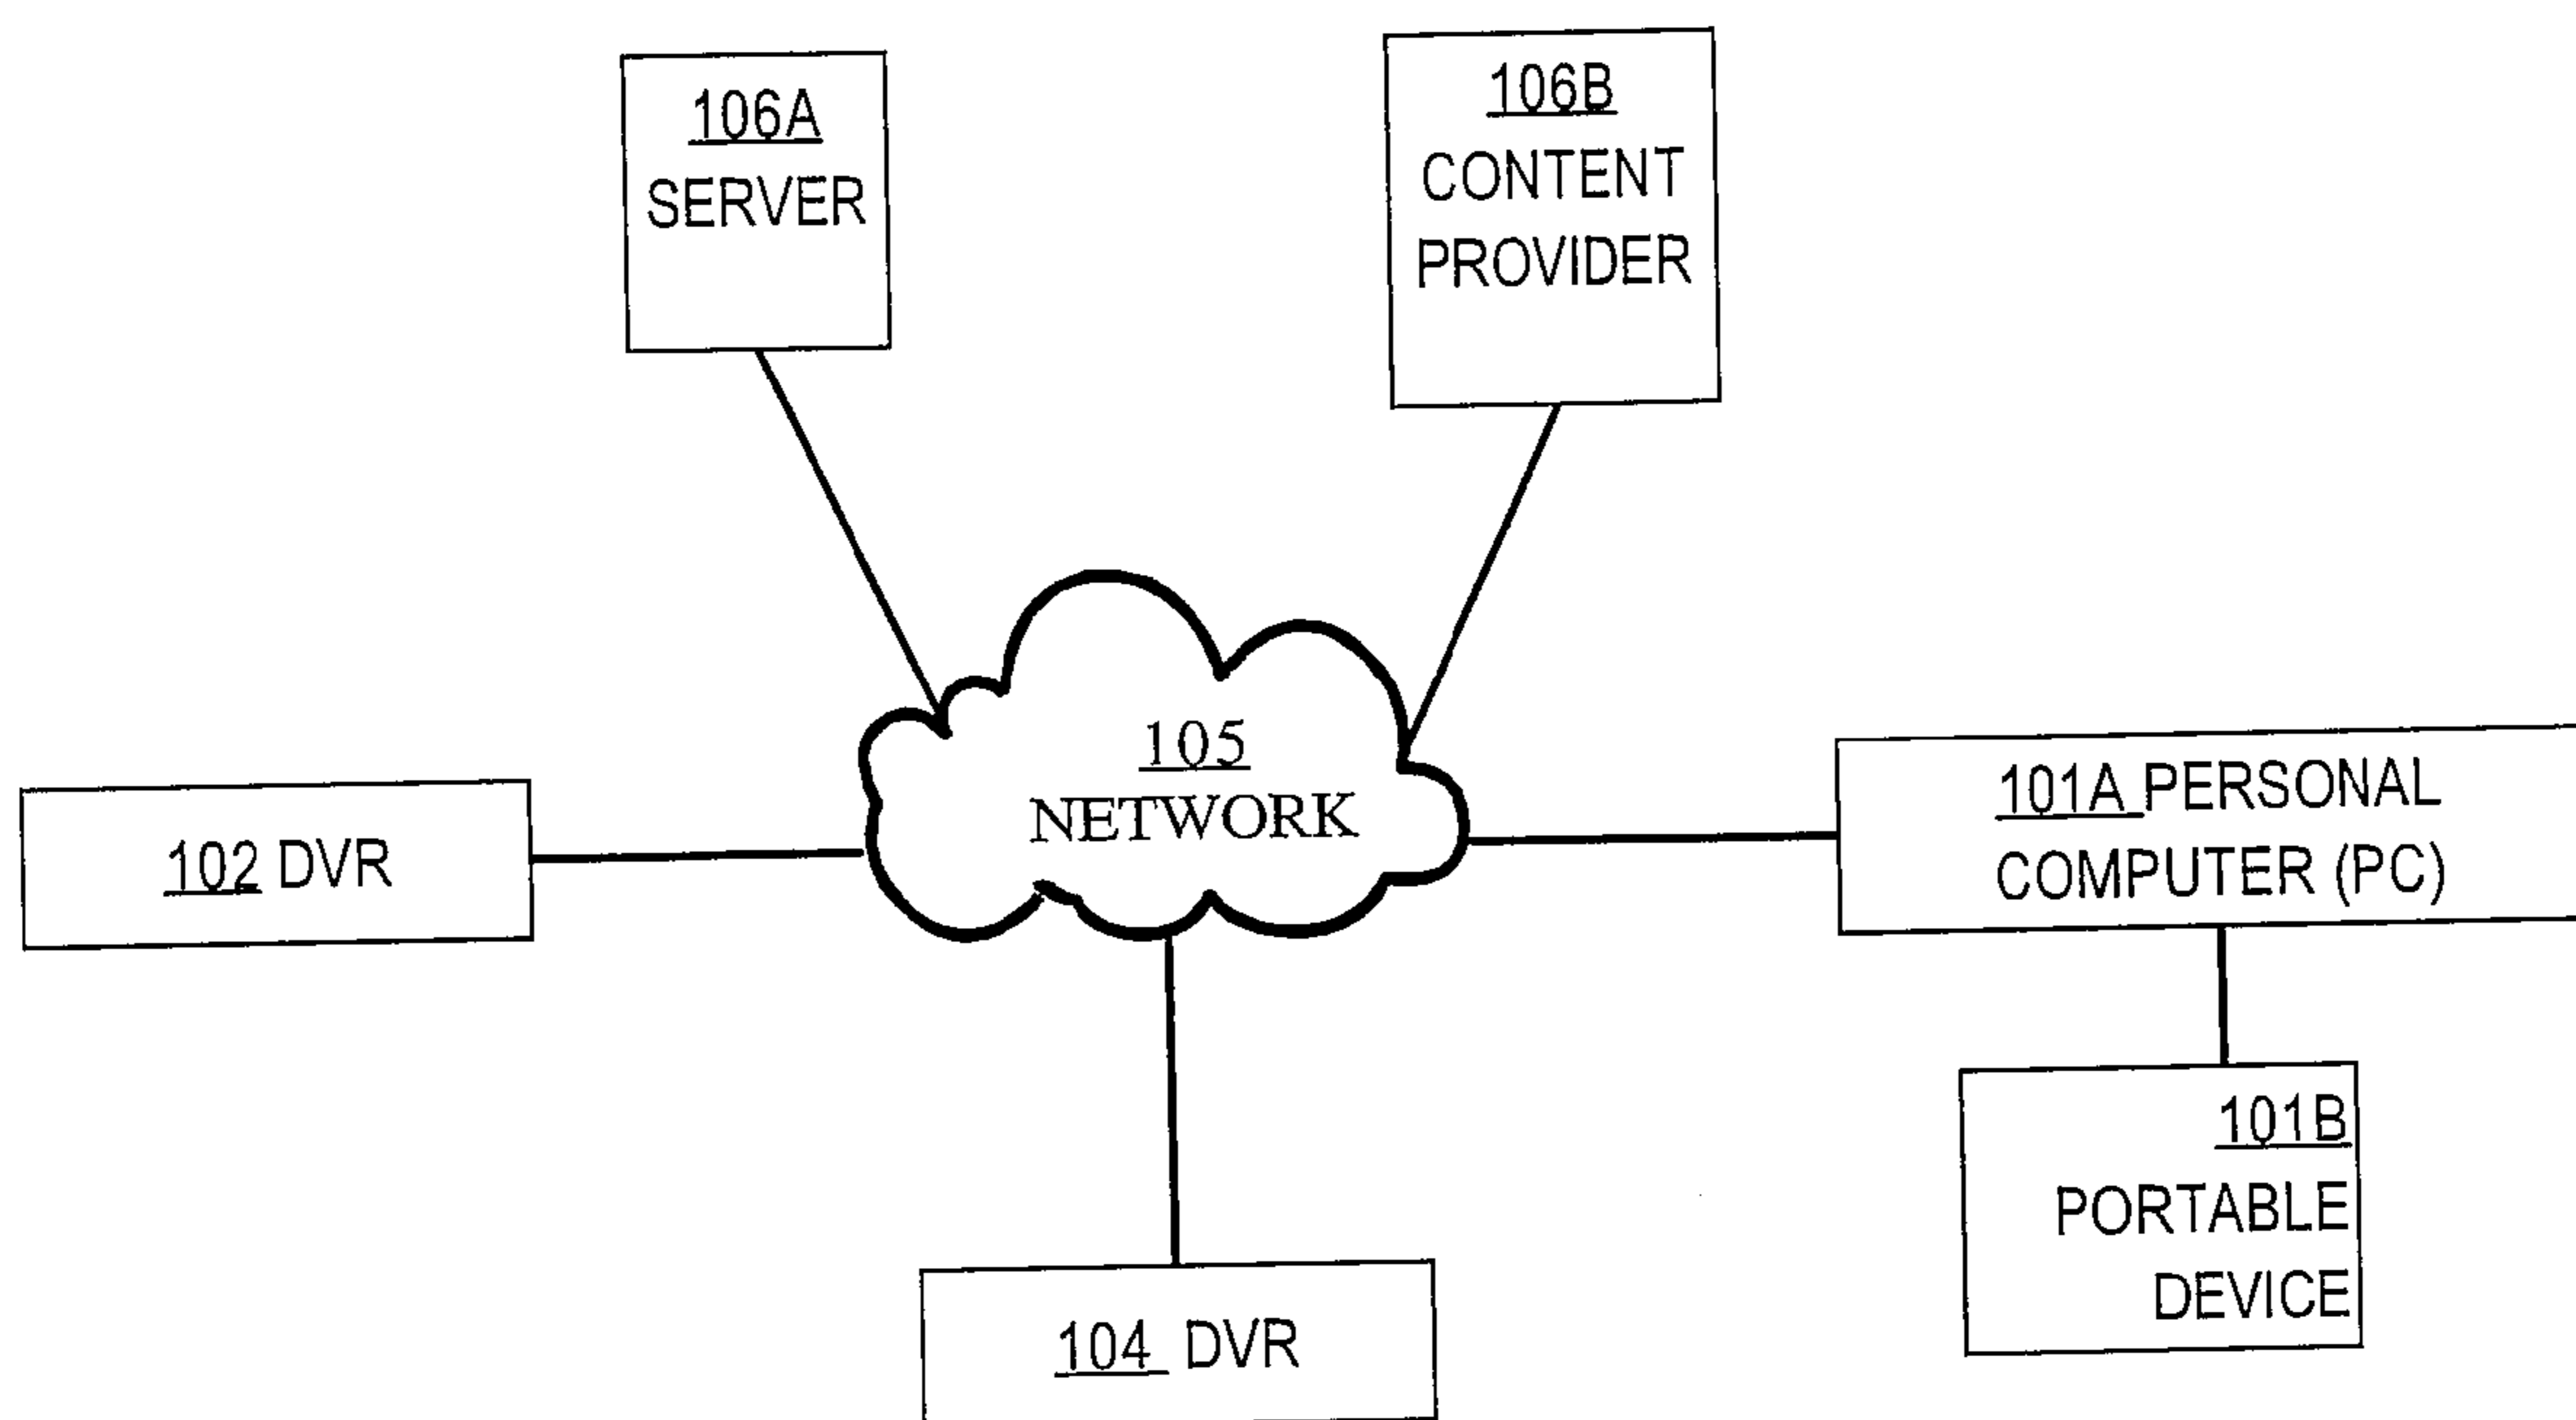 106A
SERVER
106B
CONTENT
PROVIDER
105
NETWORK
102 DVR
101A PERSONAL
COMPUTER (PC)
101B
PORTABLE
DEVICE
104 DVR